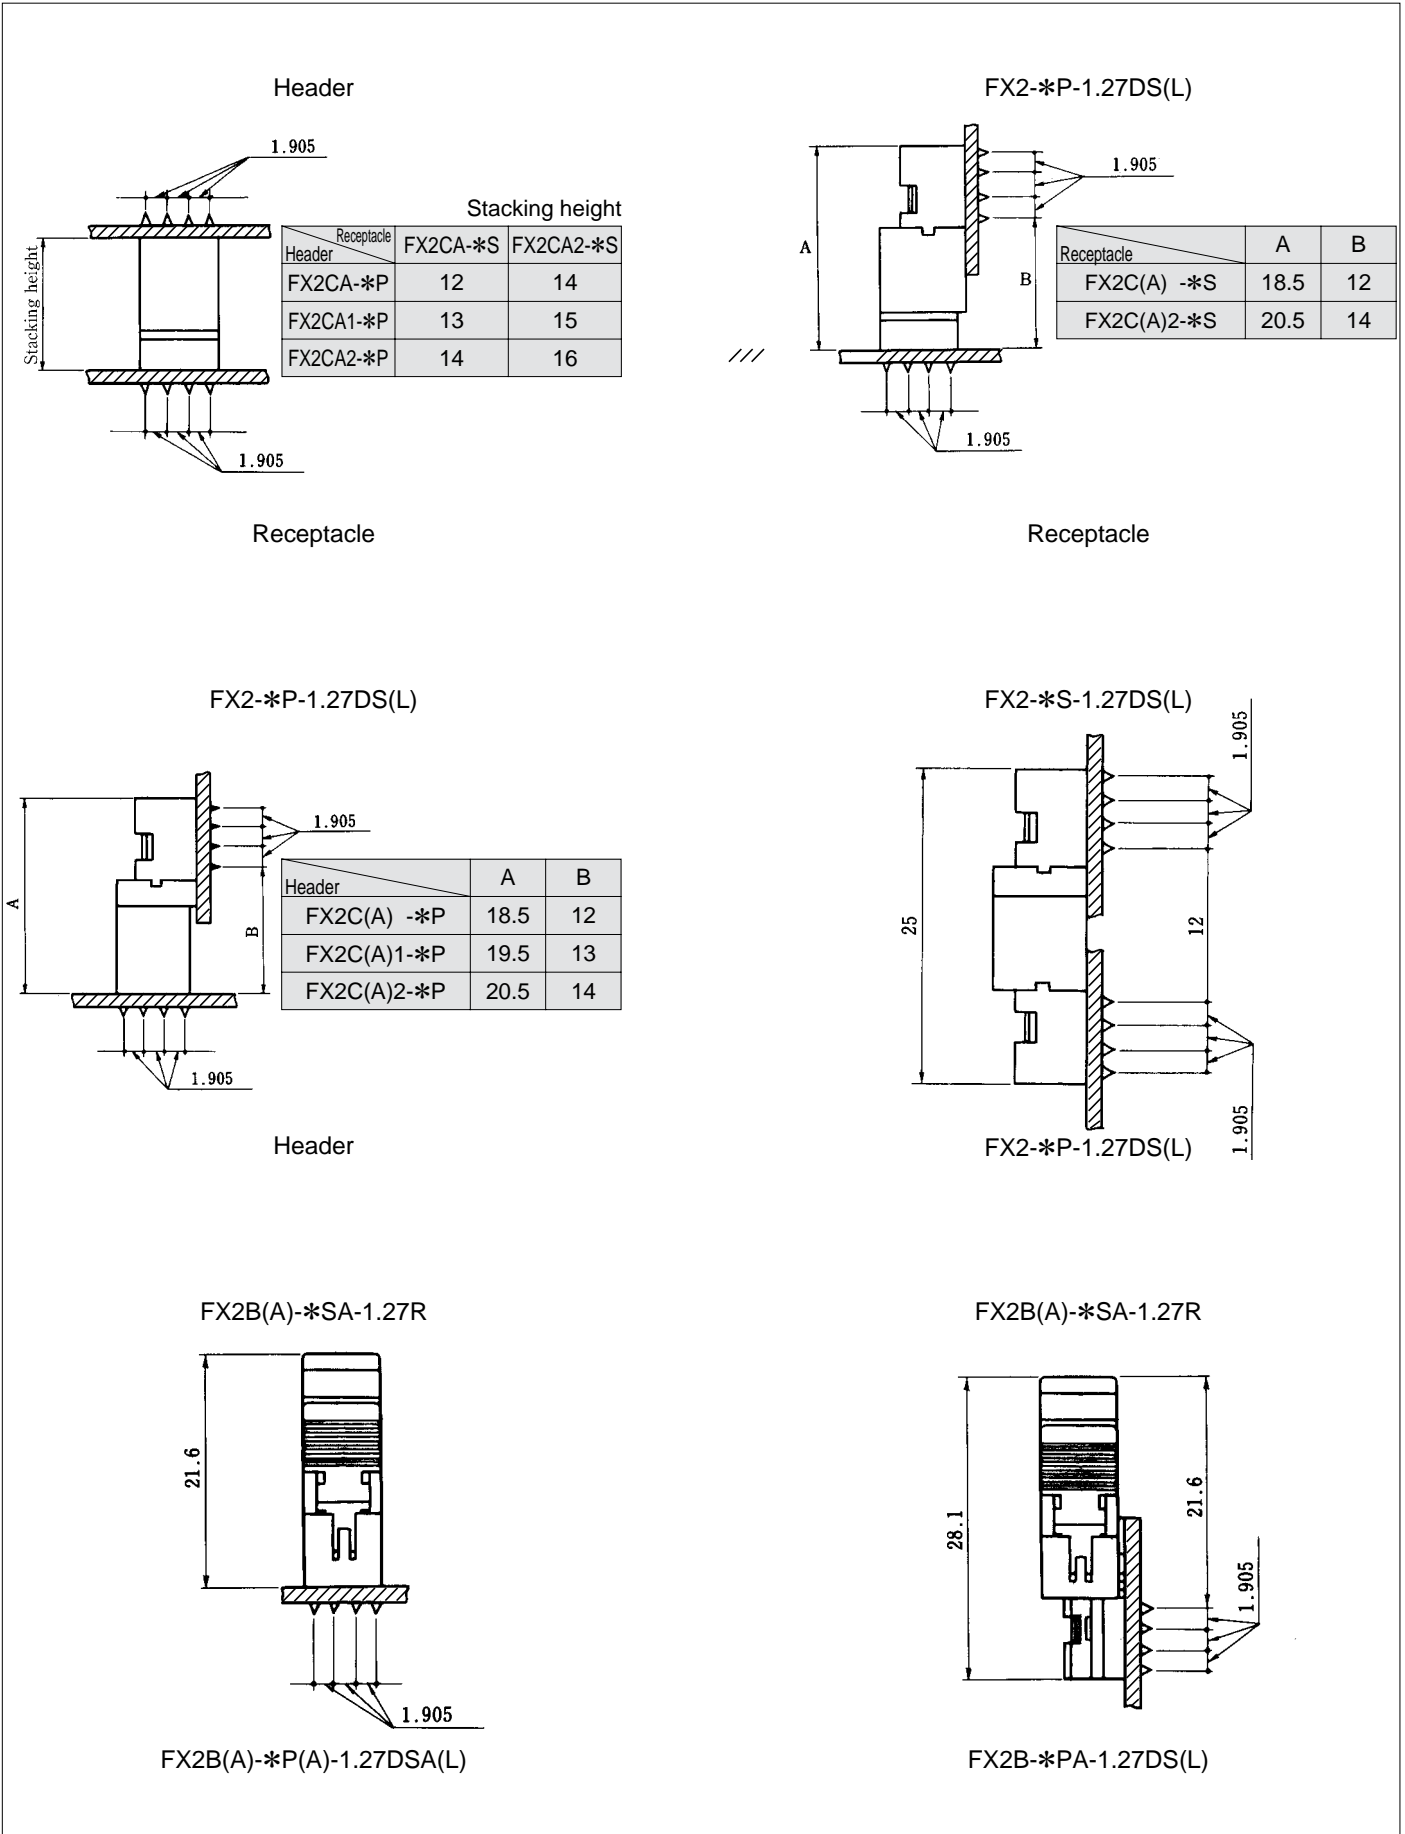 Header
1.905
Stacking height
Stacking height
Receptacle
Header
FX2CA-*S
FX2CA2-*S
FX2CA-*P 12 14
FX2CA1-*P 13 15
FX2CA2-*P 14 16
1.905
Receptacle
FX2-*P-1.27DS(L)
1.905
A
B
Receptacle A B
FX2C(A) -*S 18.5 12
FX2C(A)2-*S 20.5 14
///
1.905
Receptacle
FX2-*P-1.27DS(L)
1.905
A
B
Header A B
FX2C(A) -*P 18.5 12
FX2C(A)1-*P 19.5 13
FX2C(A)2-*P 20.5 14
1.905
Header
FX2-*S-1.27DS(L)
1.905
25
12
1.905
FX2-*P-1.27DS(L)
FX2B(A)-*SA-1.27R
21.6
1.905
FX2B(A)-*P(A)-1.27DSA(L)
FX2B(A)-*SA-1.27R
28.1
21.6
1.905
FX2B-*PA-1.27DS(L)